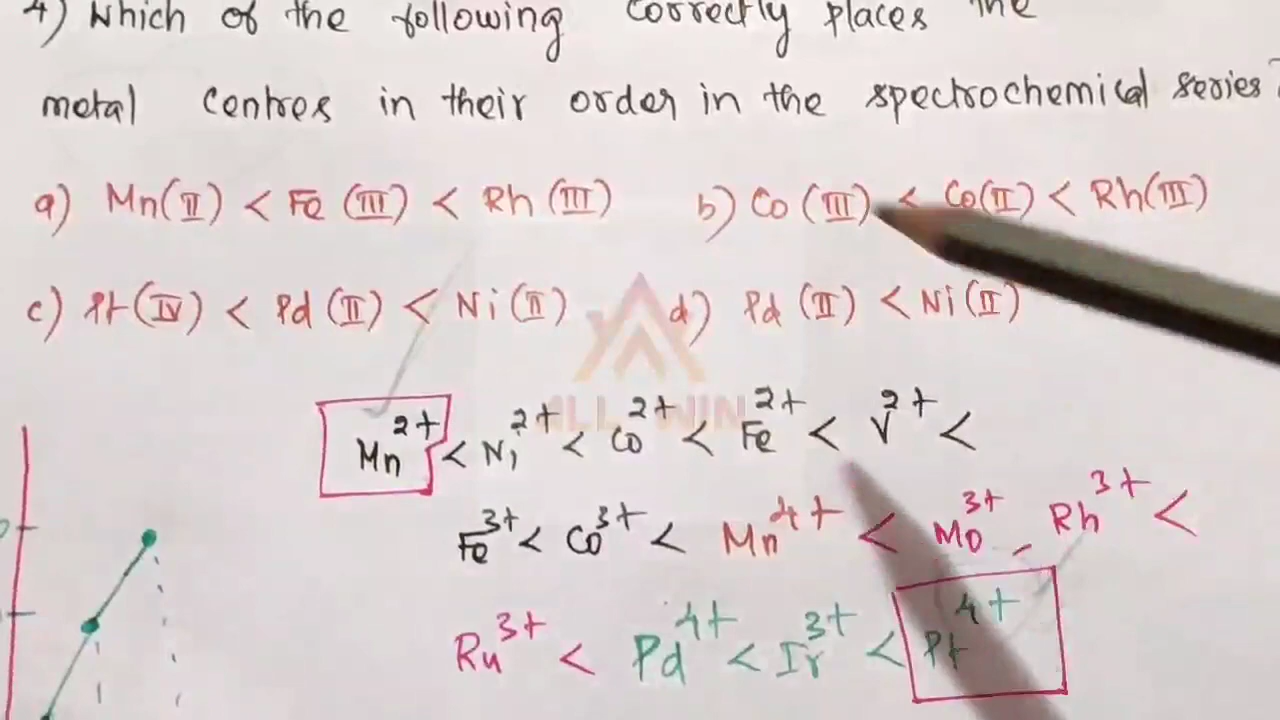 4) Which of the following correctly places the
metal centres in their order in the spectrochemical series?
a) Mn(II) < Fe (III) < Rh (III) b) Co (III) < Co(II) < Rh(III)
c) Pt(IV) < Pd (II) < Ni (II) d) Pd (II) < Ni (II)
ALL WIN
Mn²⁺ < Ni²⁺ < Co²⁺ < Fe²⁺ < V²⁺ <
Fe³⁺ < Co³⁺ < Mn⁴⁺ < Mo³⁺ - Rh³⁺ <
Ru³⁺ < Pd⁴⁺ < Ir³⁺ < Pt⁴⁺